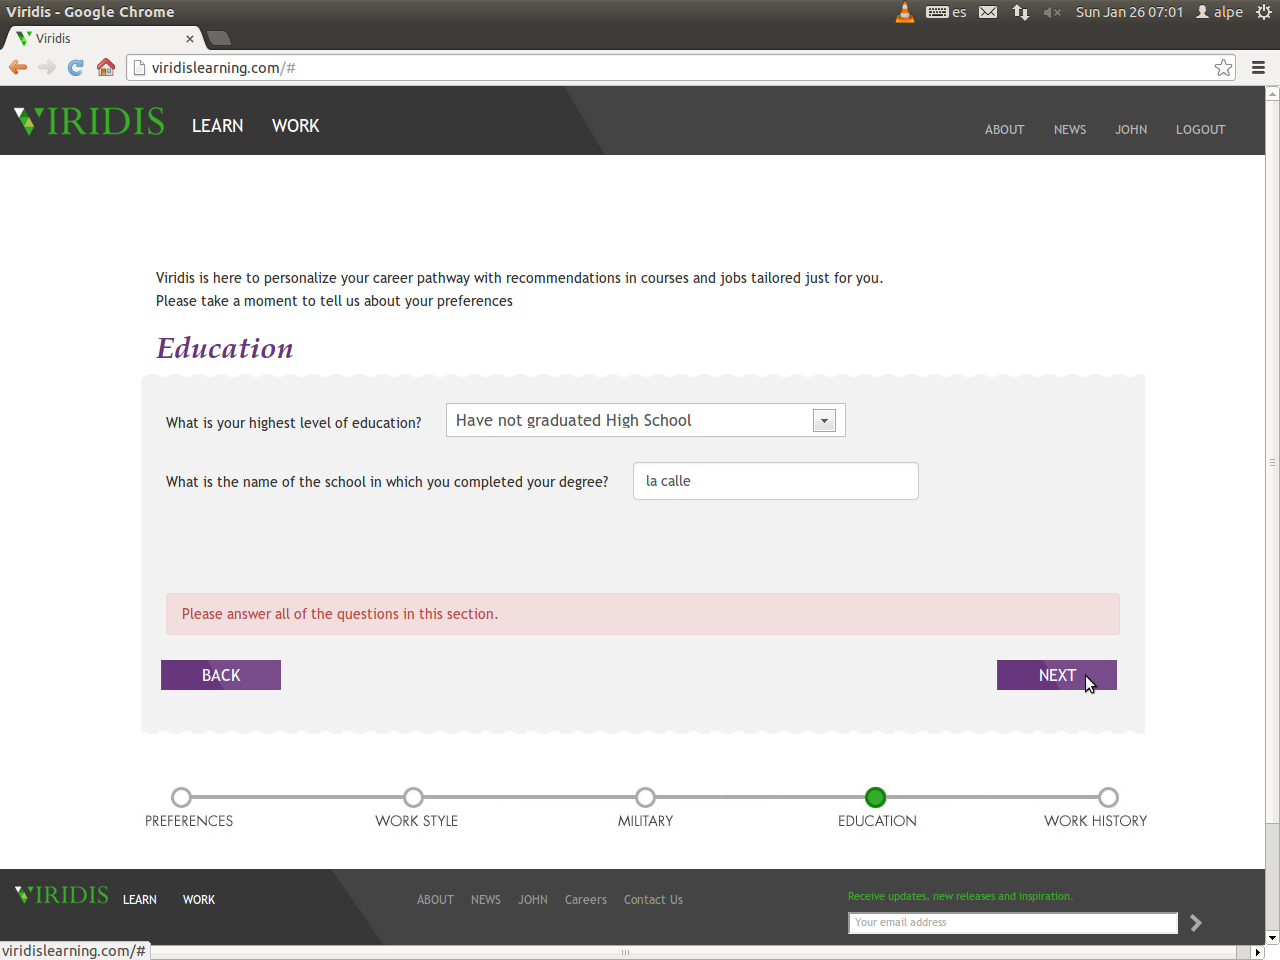 Viridis - Google Chrome
es
Sun Jan 26 07:01
alpe
Viridis
viridislearning.com/#
VIRIDIS
LEARN
WORK
ABOUT
NEWS
JOHN
LOGOUT
Viridis is here to personalize your career pathway with recommendations in courses and jobs tailored just for you.
Please take a moment to tell us about your preferences
Education
What is your highest level of education?
Have not graduated High School
What is the name of the school in which you completed your degree?
la calle
Please answer all of the questions in this section.
BACK
NEXT
PREFERENCES
WORK STYLE
MILITARY
EDUCATION
WORK HISTORY
VIRIDIS
LEARN
WORK
ABOUT
NEWS
JOHN
Careers
Contact Us
Receive updates, new releases and inspiration.
Your email address
viridislearning.com/#